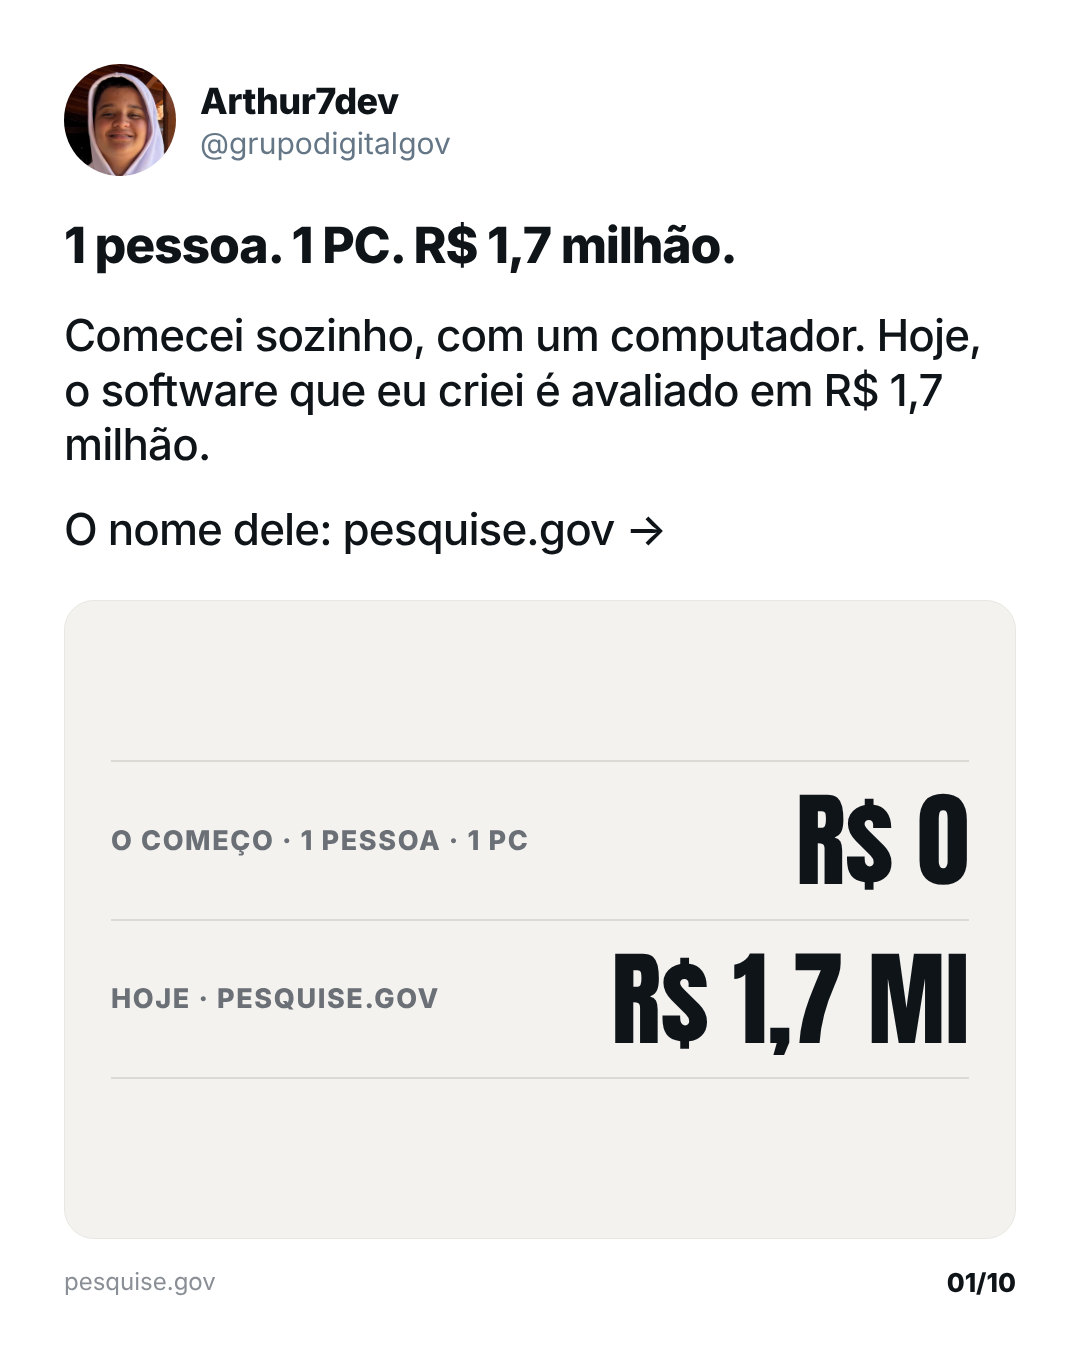 Arthur7dev
@grupodigitalgov
1 pessoa. 1 PC. R$ 1,7 milhão.
Comecei sozinho, com um computador. Hoje,
o software que eu criei é avaliado em R$ 1,7
milhão.
O nome dele: pesquise.gov →
O COMEÇO · 1 PESSOA · 1 PC
R$ 0
HOJE · PESQUISE.GOV
R$ 1,7 MI
pesquise.gov
01/10